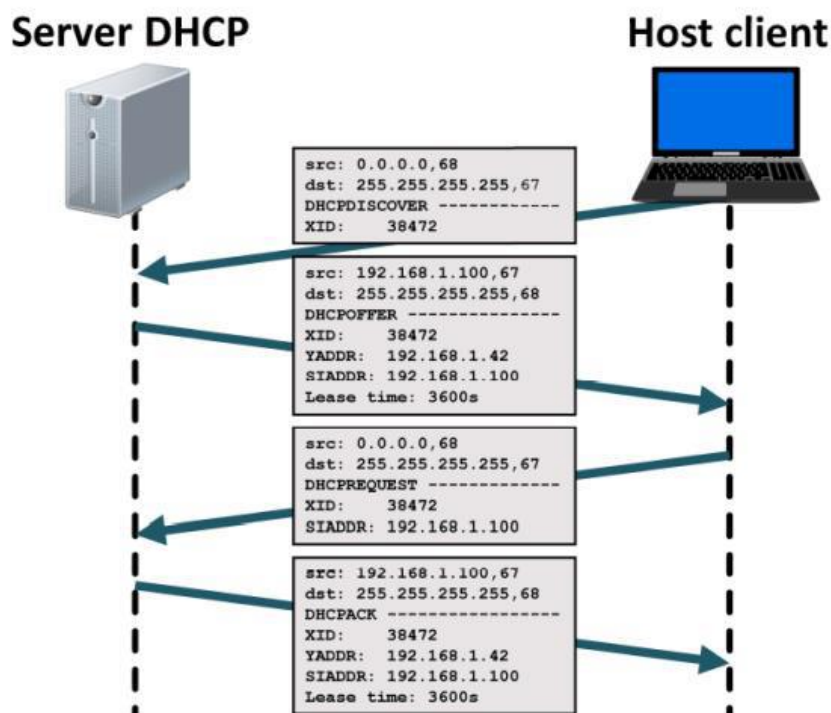 Server DHCP
Host client
src: 0.0.0.0,68
dst: 255.255.255.255,67
DHCPDISCOVER ------------
XID: 38472
src: 192.168.1.100,67
dst: 255.255.255.255,68
DHCPOFFER ---------------
XID: 38472
YADDR: 192.168.1.42
SIADDR: 192.168.1.100
Lease time: 3600s
src: 0.0.0.0,68
dst: 255.255.255.255,67
DHCPREQUEST -------------
XID: 38472
SIADDR: 192.168.1.100
src: 192.168.1.100,67
dst: 255.255.255.255,68
DHCPACK -----------------
XID: 38472
YADDR: 192.168.1.42
SIADDR: 192.168.1.100
Lease time: 3600s